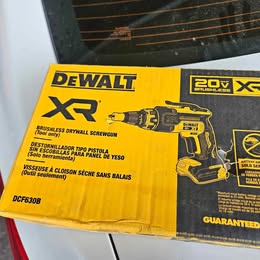 DEWALT
20V XR
BRUSHLESS
XR
BRUSHLESS DRYWALL SCREWGUN
(Tool only)
DESTORNILLADOR TIPO PISTOLA
SIN ESCOBILLAS PARA PANEL DE YESO
(Solo herramienta)
VISSEUSE À CLOISON SÈCHE SANS BALAIS
(Outil seulement)
DCF630B
GUARANTEED